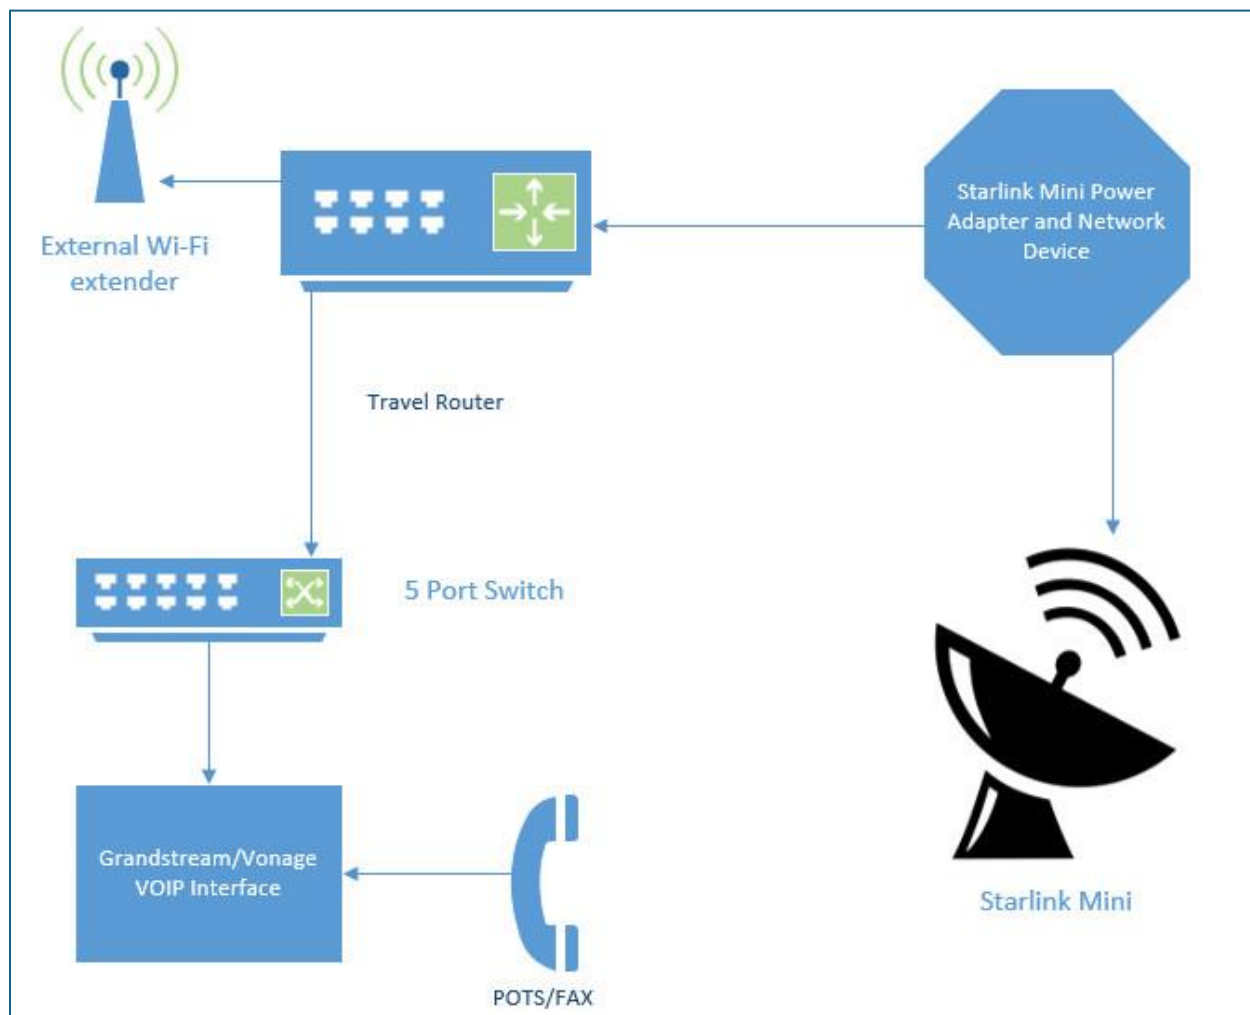 Starlink Mini Power
Adapter and Network
Device
External Wi-Fi
extender
Travel Router
5 Port Switch
Grandstream/Vonage
VOIP Interface
Starlink Mini
POTS/FAX